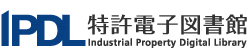 IPDL 特許電子図書館
Industrial Property Digital Library